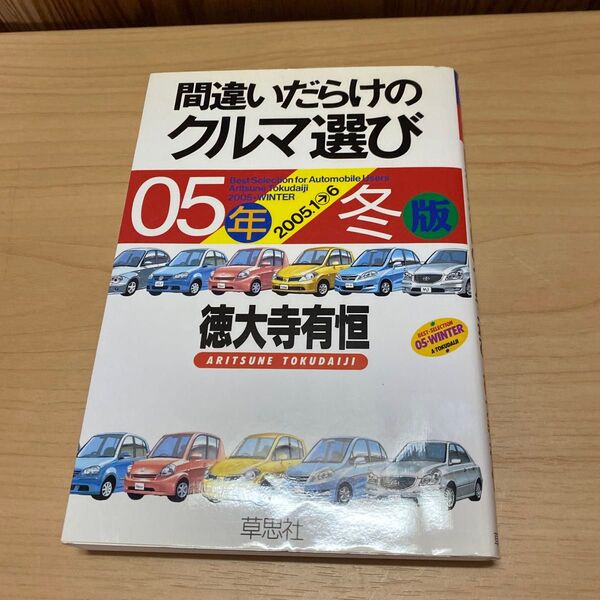 間違いだらけの
クルマ選び
Best Selection for Automobile Users
Aritsune Tokudaiji
2005-WINTER
05年
2005.1→6
冬版
徳大寺有恒
ARITSUNE TOKUDAIJI
BEST-SELECTION
05-WINTER
A·TOKUDAIJI
草思社